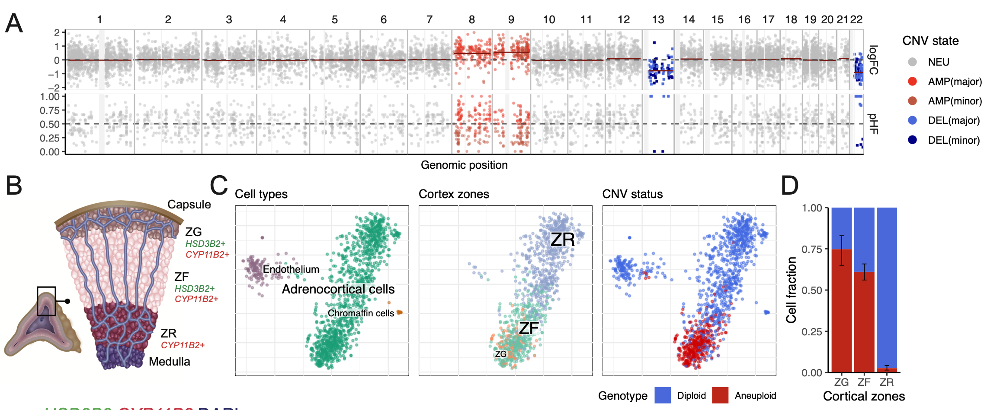 A
1 2 3 4 5 6 7 8 9 10 11 12 13 14 15 16 17 18 19 20 21 22
2
1
0
−1
−2
logFC
1.00
0.75
0.50
0.25
0.00
pHF
Genomic position
CNV state
NEU
AMP(major)
AMP(minor)
DEL(major)
DEL(minor)
B
Capsule
ZG
HSD3B2+
CYP11B2+
ZF
HSD3B2+
CYP11B2+
ZR
CYP11B2+
Medulla
C
Cell types
Endothelium
Adrenocortical cells
Chromaffin cells
Cortex zones
ZR
ZF
ZG
CNV status
Genotype Diploid Aneuploid
D
1.00
0.75
0.50
0.25
0.00
Cell fraction
ZG ZF ZR
Cortical zones
HSD3B2 CYP11B2 DAPI